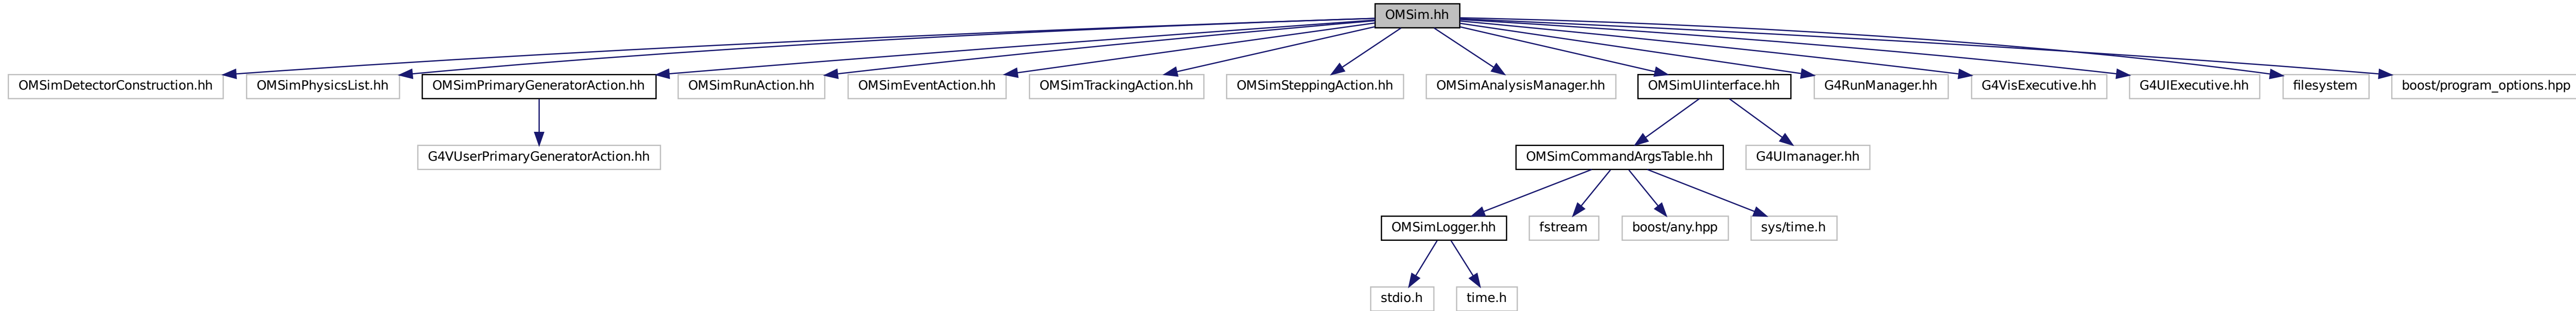 OMSim.hh
OMSimDetectorConstruction.hh
OMSimPhysicsList.hh
OMSimPrimaryGeneratorAction.hh
OMSimRunAction.hh
OMSimEventAction.hh
OMSimTrackingAction.hh
OMSimSteppingAction.hh
OMSimAnalysisManager.hh
OMSimUIinterface.hh
G4RunManager.hh
G4VisExecutive.hh
G4UIExecutive.hh
filesystem
boost/program_options.hpp
G4VUserPrimaryGeneratorAction.hh
OMSimCommandArgsTable.hh
G4UImanager.hh
OMSimLogger.hh
fstream
boost/any.hpp
sys/time.h
stdio.h
time.h